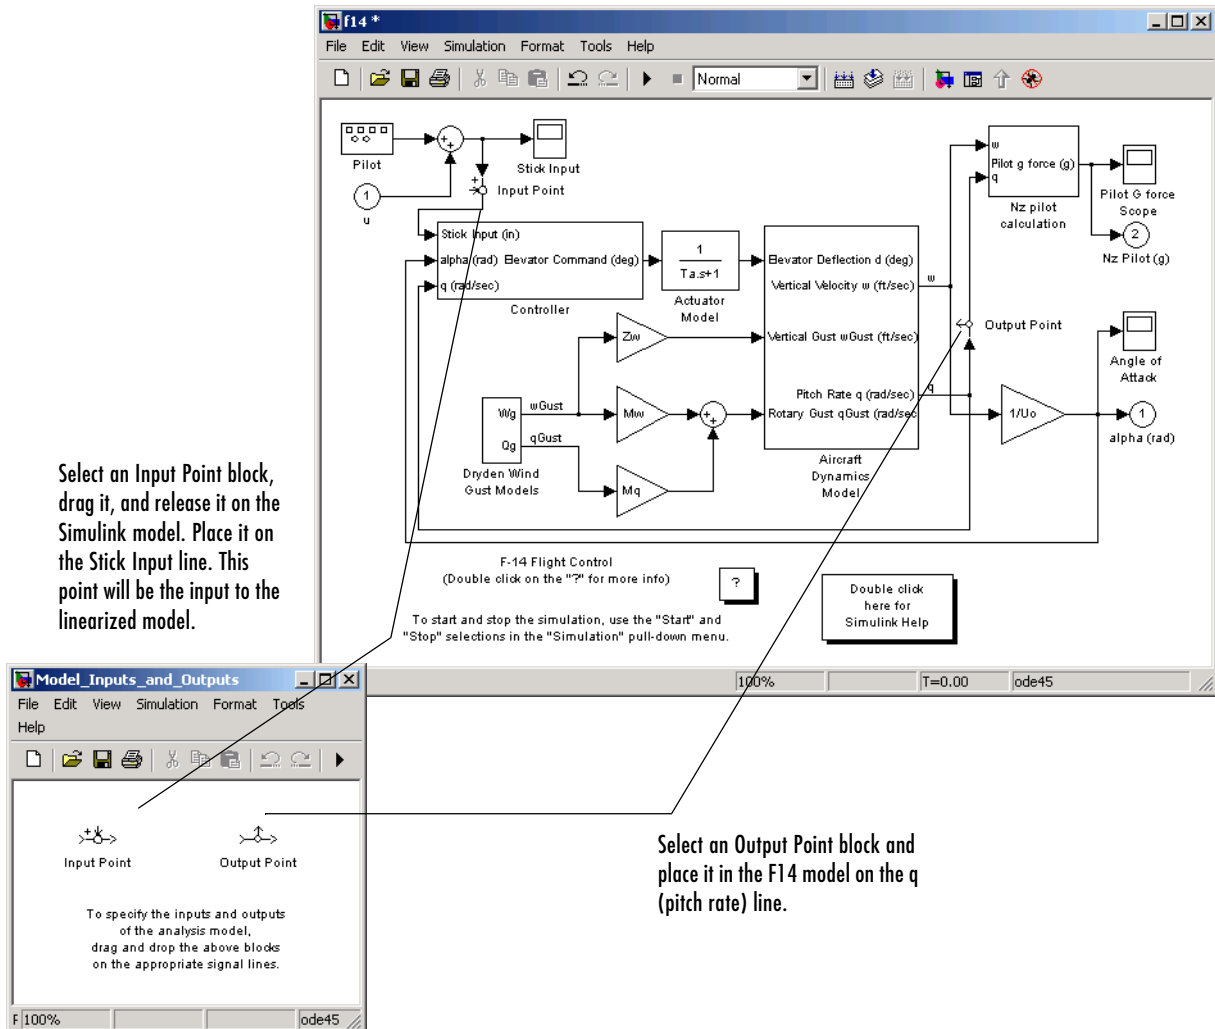 f14 *
File Edit View Simulation Format Tools Help
Normal
Pilot
1
u
+
+
Stick Input
+
Input Point
Stick Input (in)
alpha (rad) Elevator Command (deg)
q (rad/sec)
Controller
1
Ta.s+1
Actuator
Model
Elevator Deflection d (deg)
Vertical Velocity w (ft/sec)
Vertical Gust wGust (ft/sec)
Pitch Rate q (rad/sec)
Rotary Gust qGust (rad/sec
Aircraft
Dynamics
Model
w
q
w
Pilot g force (g)
q
Nz pilot
calculation
Pilot G force
Scope
2
Nz Pilot (g)
Output Point
Angle of
Attack
1/Uo
1
alpha (rad)
Zw
Mw
Mq
+
+
Wg
Qg
wGust
qGust
Dryden Wind
Gust Models
F-14 Flight Control
(Double click on the "?" for more info)
?
Double click
here for
Simulink Help
To start and stop the simulation, use the "Start" and
"Stop" selections in the "Simulation" pull-down menu.
100%
T=0.00
ode45
Select an Input Point block,
drag it, and release it on the
Simulink model. Place it on
the Stick Input line. This
point will be the input to the
linearized model.
Model_Inputs_and_Outputs
File Edit View Simulation Format Tools
Help
+
Input Point
Output Point
To specify the inputs and outputs
of the analysis model,
drag and drop the above blocks
on the appropriate signal lines.
F 100%
ode45
Select an Output Point block and
place it in the F14 model on the q
(pitch rate) line.